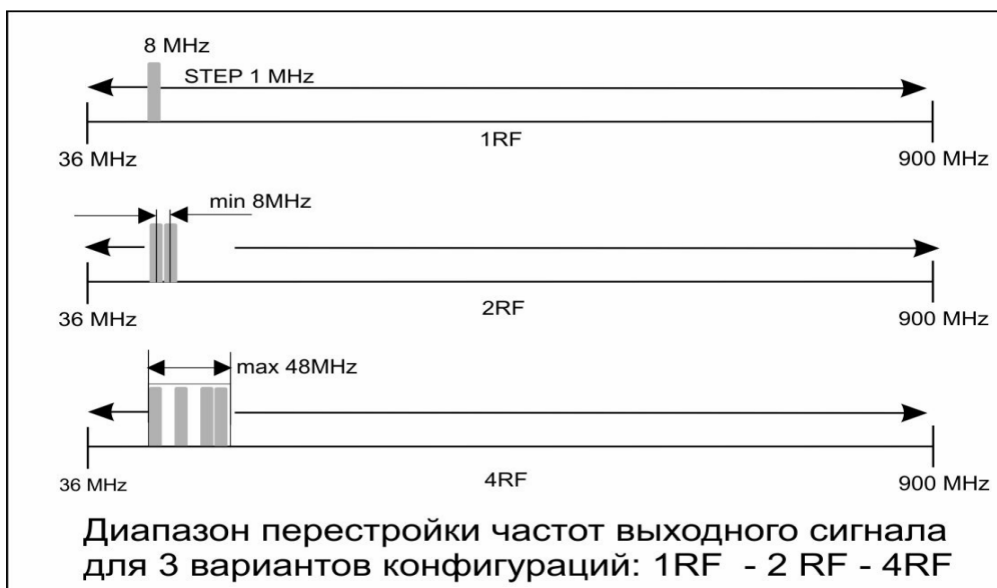 8 MHz
STEP 1 MHz
1RF
36 MHz
900 MHz
min 8MHz
2RF
36 MHz
900 MHz
max 48MHz
4RF
36 MHz
900 MHz
Диапазон перестройки частот выходного сигнала
для 3 вариантов конфигураций: 1RF - 2 RF - 4RF